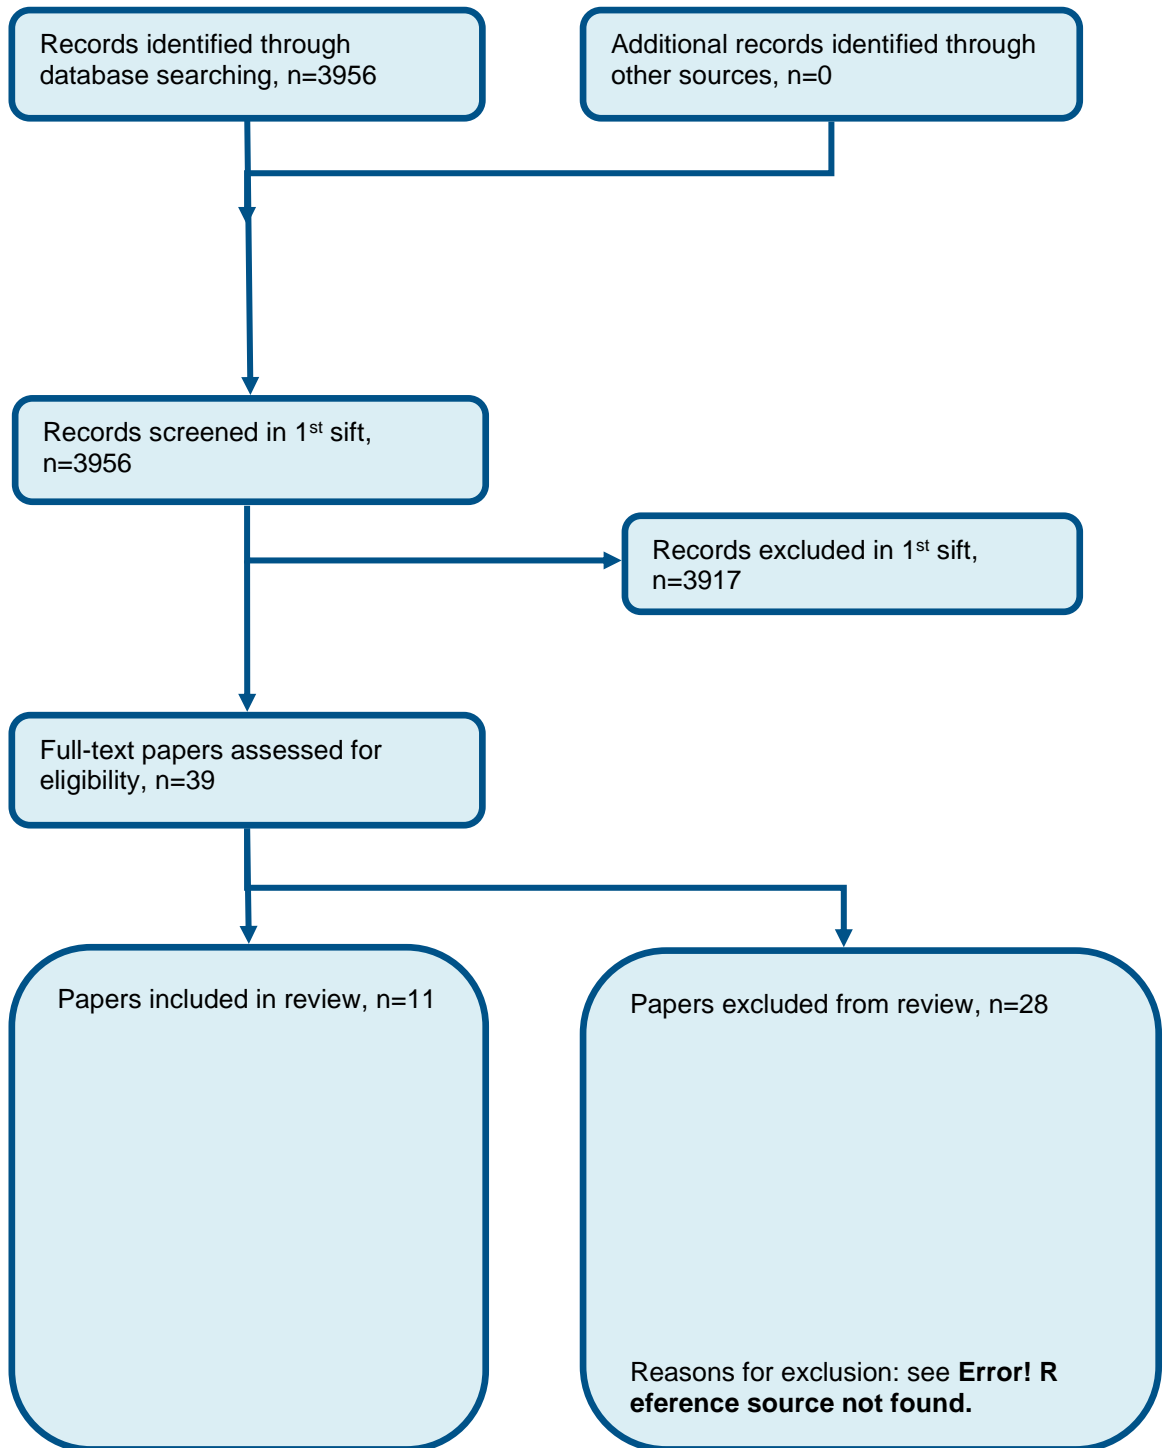 Records identified through
database searching, n=3956
Additional records identified through
other sources, n=0
Records screened in 1st sift,
n=3956
Records excluded in 1st sift,
n=3917
Full-text papers assessed for
eligibility, n=39
Papers included in review, n=11
Papers excluded from review, n=28
Reasons for exclusion: see Error! R
eference source not found.